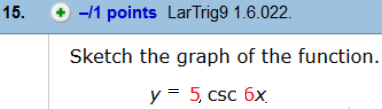 15. + –/1 points LarTrig9 1.6.022.
Sketch the graph of the function.
y = 5 csc 6x